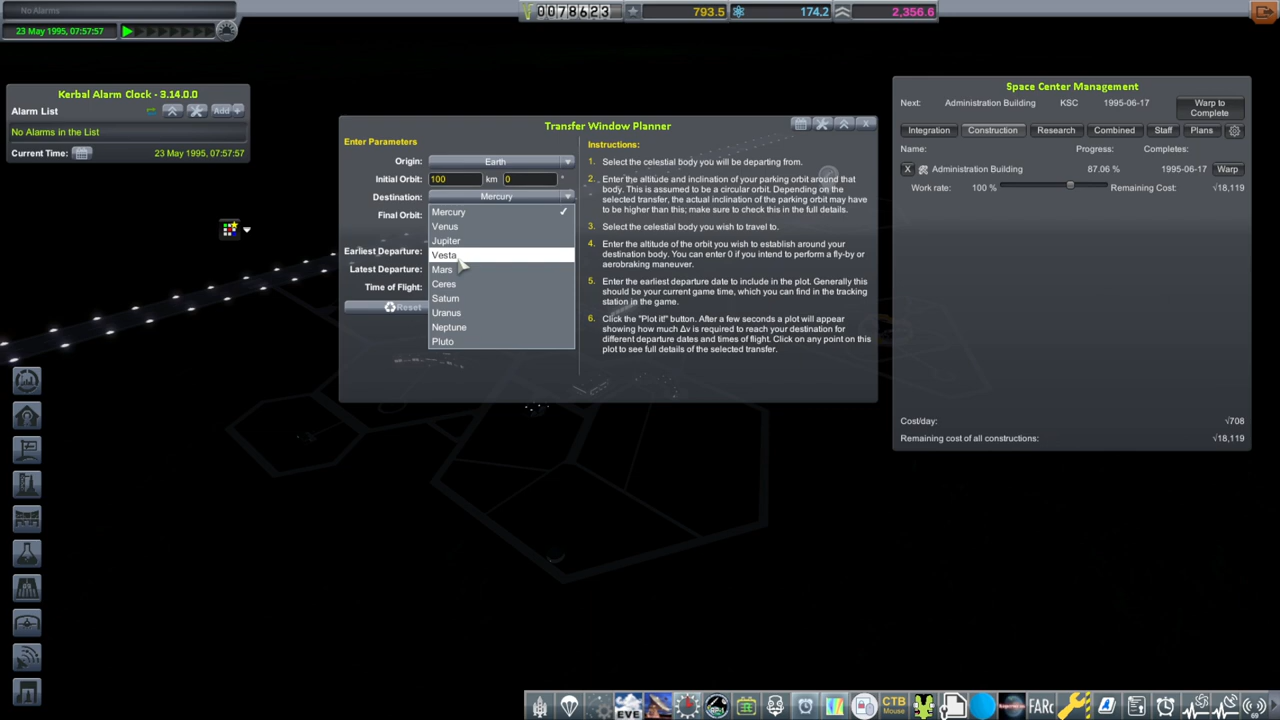 No Alarms
23 May 1995, 07:57:57
0078623
793.5
174.2
2,356.6
Kerbal Alarm Clock - 3.14.0.0
Alarm List
Add +
No Alarms in the List
Current Time:
23 May 1995, 07:57:57
Transfer Window Planner
Enter Parameters
Origin: Earth
Initial Orbit: 100 km 0 °
Destination: Mercury
Final Orbit:
Mercury
Venus
Jupiter
Vesta
Mars
Ceres
Saturn
Uranus
Neptune
Pluto
Earliest Departure:
Latest Departure:
Time of Flight:
Reset
Instructions:
1. Select the celestial body you will be departing from.
2. Enter the altitude and inclination of your parking orbit around that
body. This is assumed to be a circular orbit. Depending on the
selected transfer, the actual inclination of the parking orbit may
have to be higher than this; make sure to check this in the full details.
3. Select the celestial body you wish to travel to.
4. Enter the altitude of the orbit you wish to establish around your
destination body. You can enter 0 if you intend to perform a fly-by or
aerobraking maneuver.
5. Enter the earliest departure date to include in the plot. Generally this
should be your current game time, which you can find in the tracking
station in the game.
6. Click the "Plot it!" button. After a few seconds a plot will appear
showing how much Δv is required to reach your destination for
different departure dates and times of flight. Click on any point on this
plot to see full details of the selected transfer.
Space Center Management
Next: Administration Building KSC 1995-06-17
Warp to
Complete
Integration Construction Research Combined Staff Plans
Name: Progress: Completes:
X Administration Building 87.06 % 1995-06-17 Warp
Work rate: 100 % Remaining Cost: √18,119
Cost/day: √708
Remaining cost of all constructions: √18,119
EVE
CTB
Mouse
FAR
69